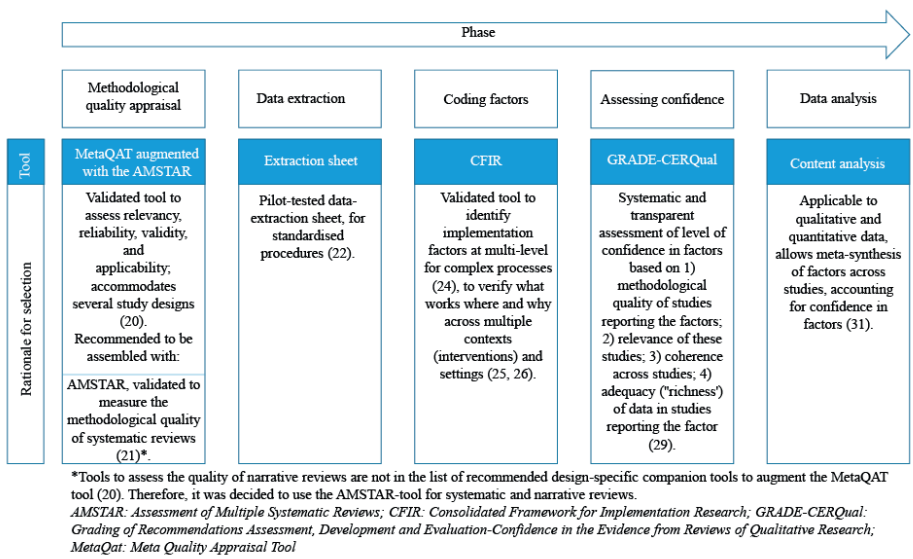 Phase
Methodological
quality appraisal
Data extraction
Coding factors
Assessing confidence
Data analysis
Tool
MetaQAT augmented
with the AMSTAR
Extraction sheet
CFIR
GRADE-CERQual
Content analysis
Rationale for selection
Validated tool to
assess relevancy,
reliability, validity,
and
applicability;
accommodates
several study designs
(20).
Recommended to be
assembled with:
AMSTAR, validated to
measure the
methodological quality
of systematic reviews
(21)*.
Pilot-tested data-
extraction sheet, for
standardised
procedures (22).
Validated tool to
identify
implementation
factors at multi-level
for complex processes
(24), to verify what
works where and why
across multiple
contexts
(interventions) and
settings (25, 26).
Systematic and
transparent
assessment of level of
confidence in factors
based on 1)
methodological
quality of studies
reporting the factors;
2) relevance of these
studies; 3) coherence
across studies; 4)
adequacy ("richness')
of data in studies
reporting the factor
(29).
Applicable to
qualitative and
quantitative data,
allows meta-synthesis
of factors across
studies, accounting
for confidence in
factors (31).
*Tools to assess the quality of narrative reviews are not in the list of recommended design-specific companion tools to augment the MetaQAT
tool (20). Therefore, it was decided to use the AMSTAR-tool for systematic and narrative reviews.
AMSTAR: Assessment of Multiple Systematic Reviews; CFIR: Consolidated Framework for Implementation Research; GRADE-CERQual:
Grading of Recommendations Assessment, Development and Evaluation-Confidence in the Evidence from Reviews of Qualitative Research;
MetaQat: Meta Quality Appraisal Tool